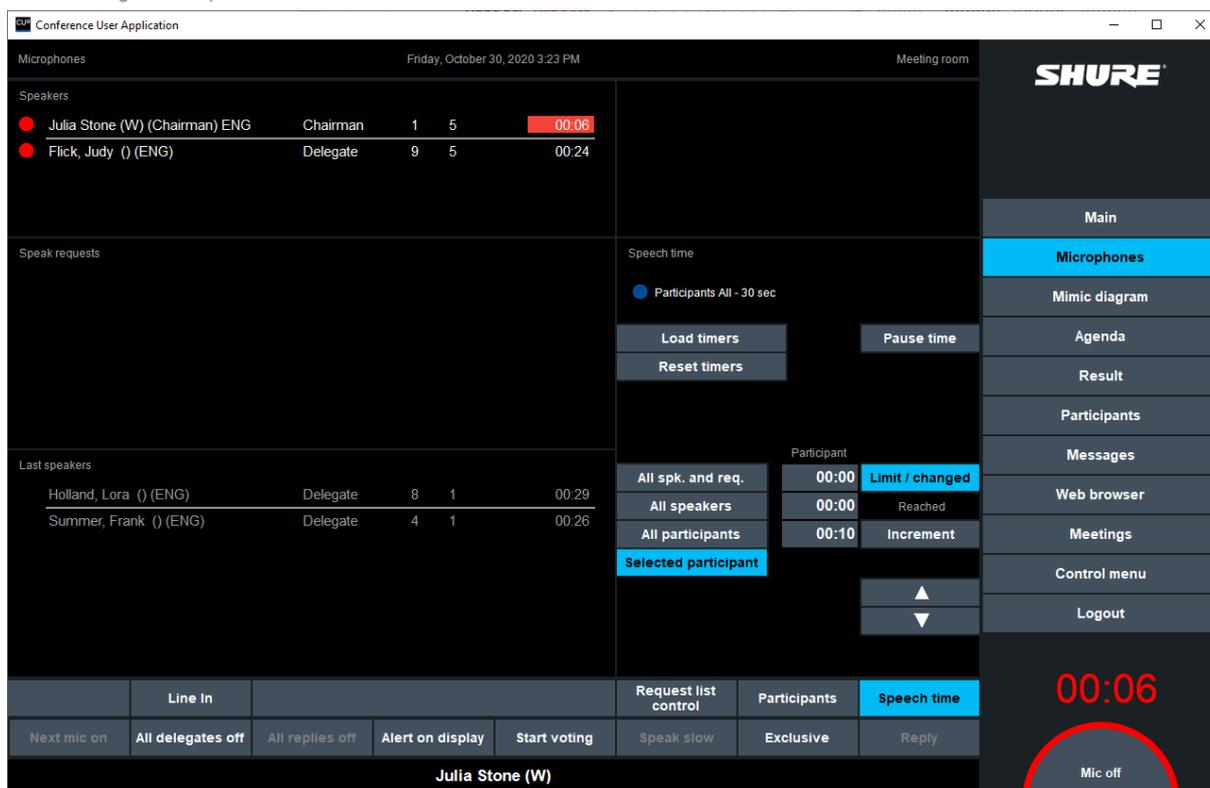 CU Conference User Application
Microphones Friday, October 30, 2020 3:23 PM Meeting room
SHURE
Speakers
Julia Stone (W) (Chairman) ENG Chairman 1 5 00:06
Flick, Judy () (ENG) Delegate 9 5 00:24
Speak requests
Speech time
Participants All - 30 sec
Load timers Pause time
Reset timers
Last speakers
Holland, Lora () (ENG) Delegate 8 1 00:29
Summer, Frank () (ENG) Delegate 4 1 00:26
Participant
All spk. and req. 00:00 Limit / changed
All speakers 00:00 Reached
All participants 00:10 Increment
Selected participant
Main
Microphones
Mimic diagram
Agenda
Result
Participants
Messages
Web browser
Meetings
Control menu
Logout
Line In
Request list
control
Participants
Speech time
Next mic on All delegates off All replies off Alert on display Start voting Speak slow Exclusive Reply
Julia Stone (W)
00:06
Mic off